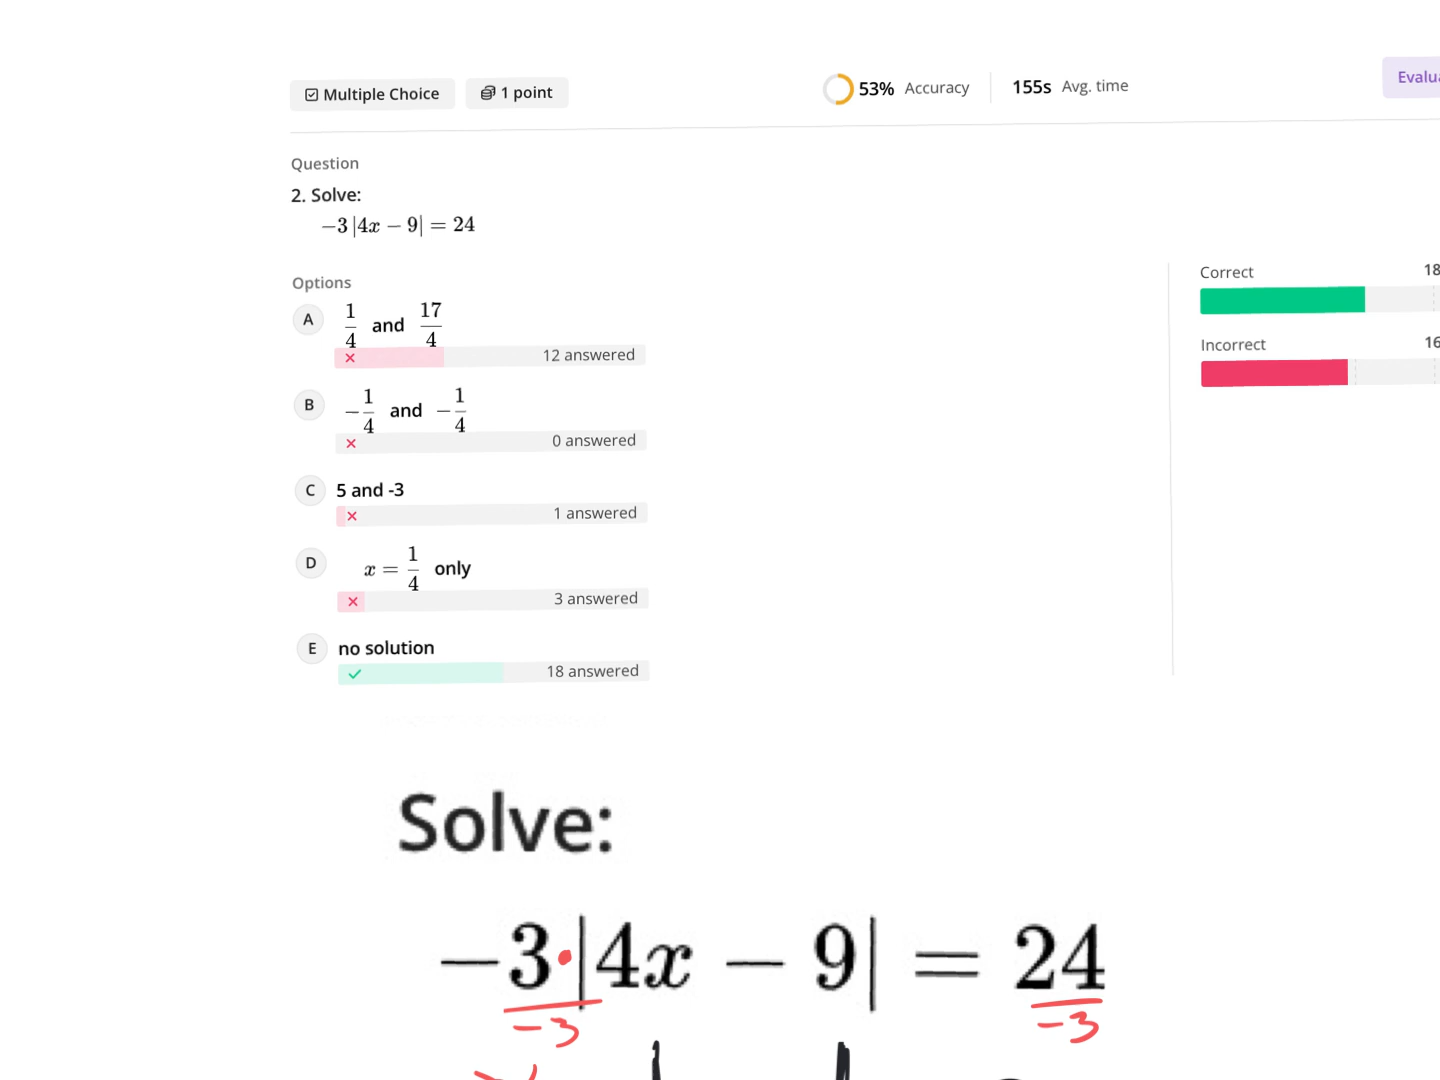 Multiple Choice 1 point 53% Accuracy 155s Avg. time
Question
2. Solve:
−3 |4x − 9| = 24
Options
A 1/4 and 17/4
12 answered
B −1/4 and −1/4
0 answered
C 5 and -3
1 answered
D x = 1/4 only
3 answered
E no solution
18 answered
Correct 18
Incorrect 16
Solve:
−3·|4x − 9| = 24
−3 −3